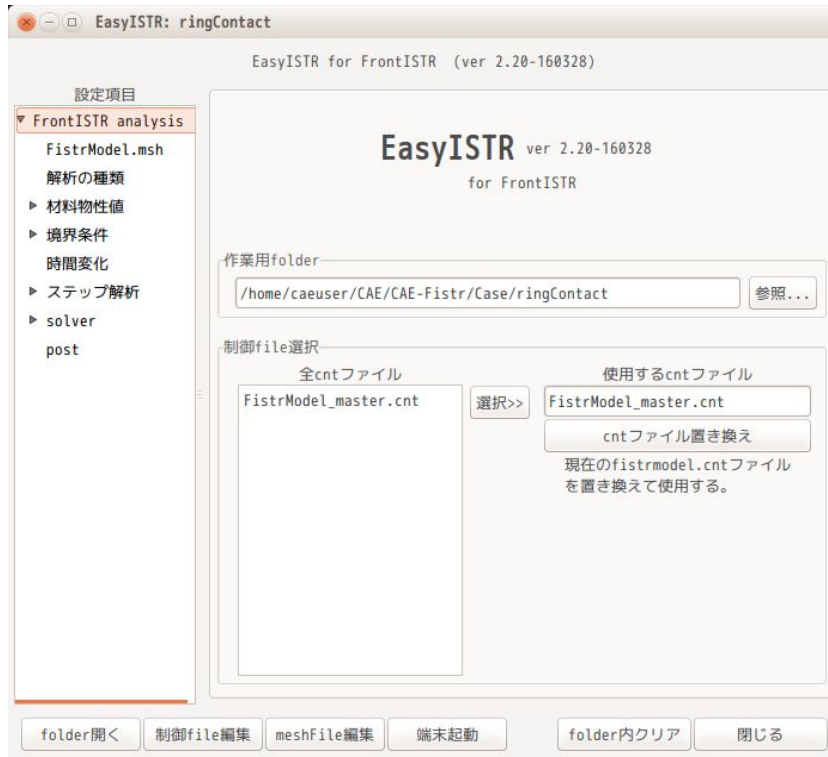 EasyISTR: ringContact
EasyISTR for FrontISTR (ver 2.20-160328)
設定項目
FrontISTR analysis
FistrModel.msh
解析の種類
材料物性値
境界条件
時間変化
ステップ解析
solver
post
EasyISTR ver 2.20-160328
for FrontISTR
作業用folder
/home/caeuser/CAE/CAE-Fistr/Case/ringContact
参照...
制御file選択
全cntファイル
FistrModel_master.cnt
選択>>
使用するcntファイル
FistrModel_master.cnt
cntファイル置き換え
現在のfistrmodel.cntファイル
を置き換えて使用する。
folder開く
制御file編集
meshFile編集
端末起動
folder内クリア
閉じる